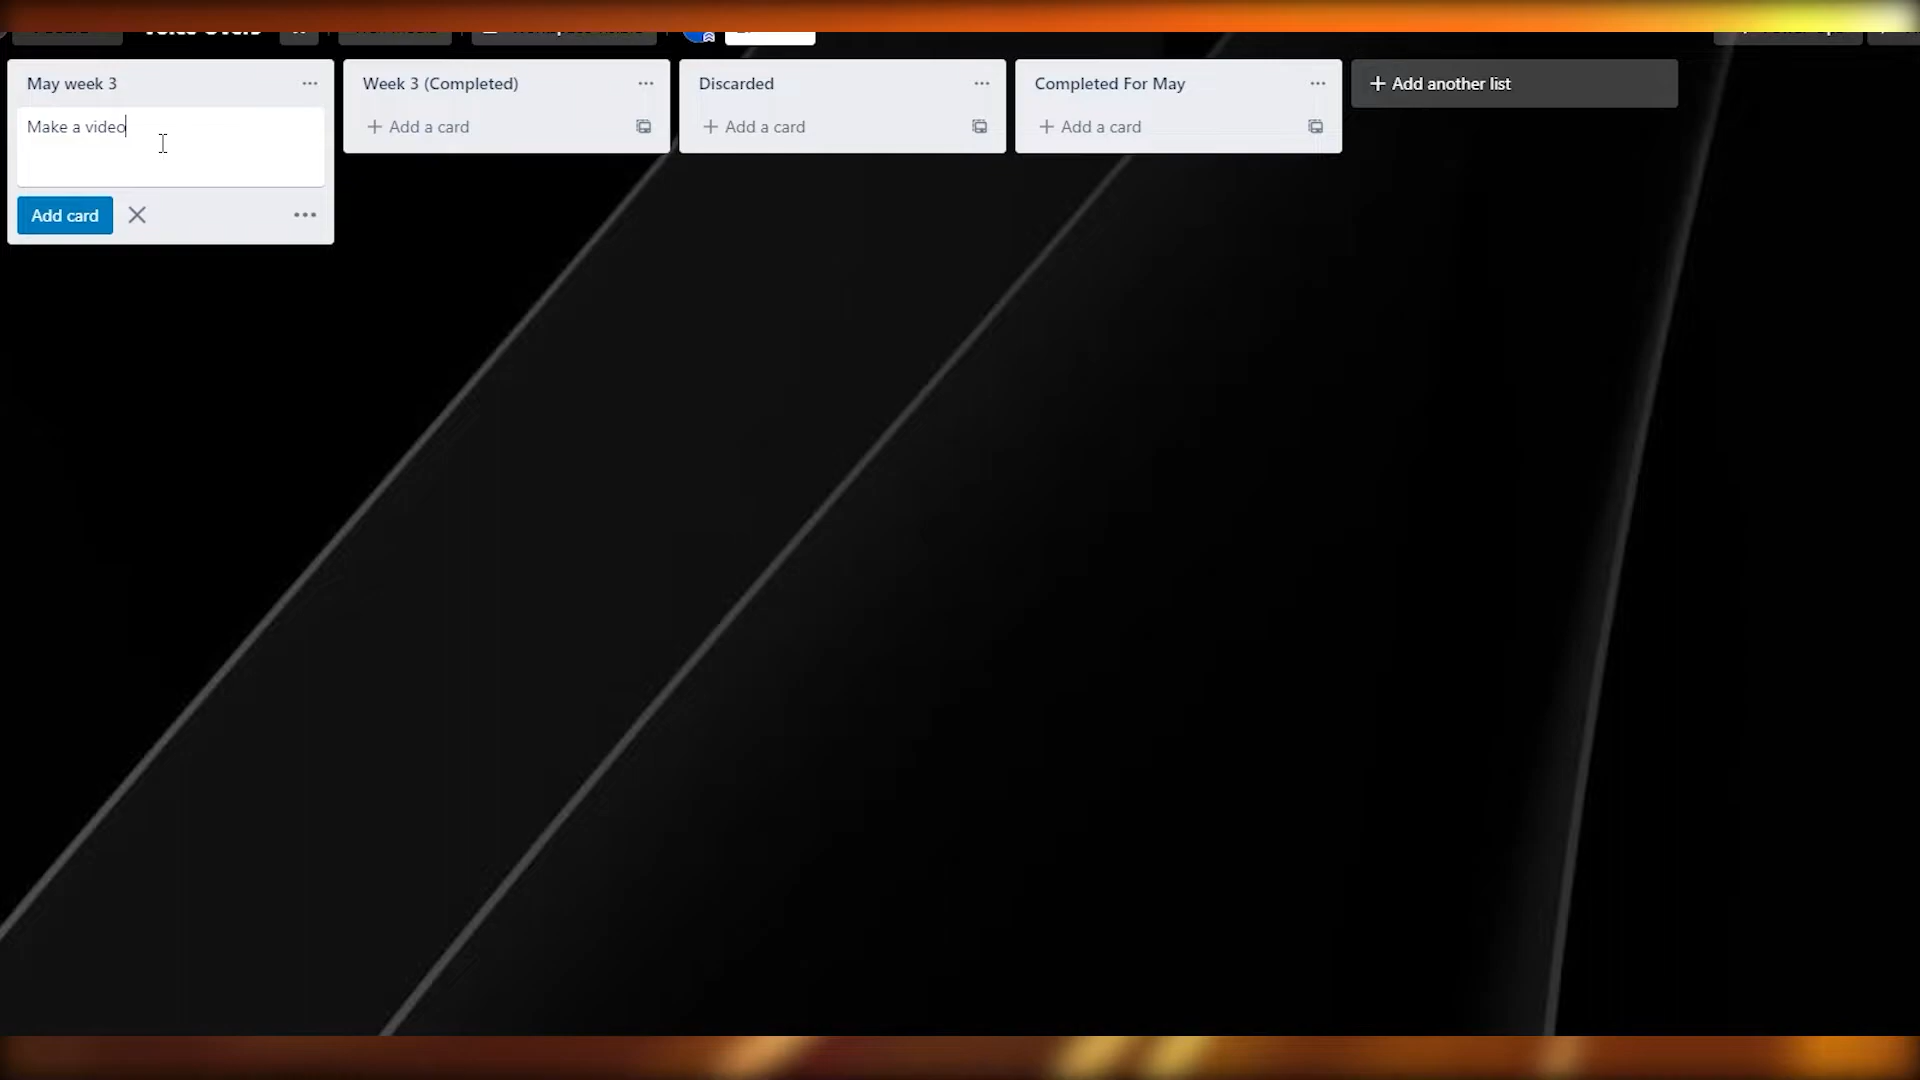 May week 3
Make a video
Add card
Week 3 (Completed)
Add a card
Discarded
Add a card
Completed For May
Add a card
Add another list